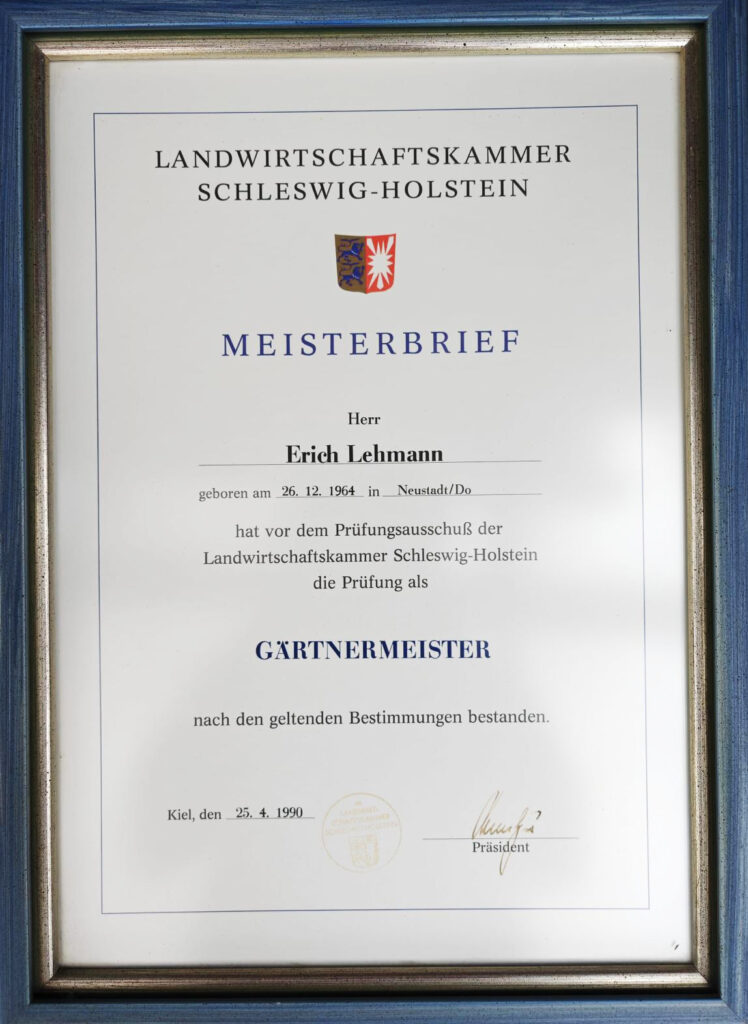 LANDWIRTSCHAFTSKAMMER
SCHLESWIG-HOLSTEIN
MEISTERBRIEF
Herr
Erich Lehmann
geboren am 26. 12. 1964 in Neustadt/Do
hat vor dem Prüfungsausschuß der
Landwirtschaftskammer Schleswig-Holstein
die Prüfung als
GÄRTNERMEISTER
nach den geltenden Bestimmungen bestanden.
Kiel, den 25. 4. 1990
Präsident